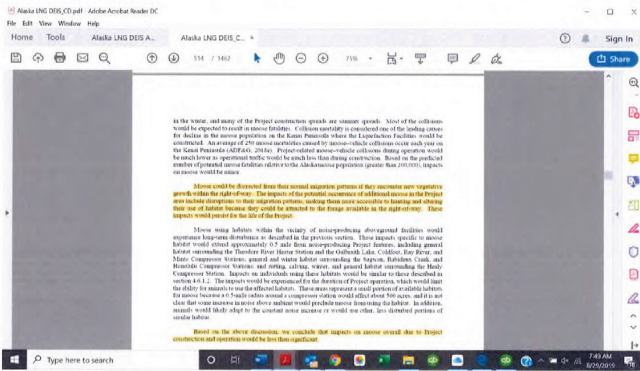 Alaska LNG DEIS_CD.pdf - Adobe Acrobat Reader DC
File Edit View Window Help
Home Tools Alaska LNG DEIS A... Alaska LNG DEIS_C... × Sign In
514 / 1462 75% Share
in the winter, and many of the Project construction spreads are summer spreads. Most of the collisions
would be expected to result in moose fatalities. Collision mortality is considered one of the leading causes
for decline in the moose population on the Kenai Peninsula where the Liquefaction Facilities would be
constructed. An average of 250 moose mortalities caused by moose-vehicle collisions occur each year on
the Kenai Peninsula (ADF&G, 2018e). Project-related moose-vehicle collisions during operation would
be much lower as operational traffic would be much less than during construction. Based on the predicted
number of potential moose fatalities relative to the Alaska moose population (greater than 200,000), impacts
on moose would be minor.
Moose could be distracted from their normal migration patterns if they encounter new vegetative
growth within the right-of-way. The impacts of the potential occurrence of additional moose in the Project
area include disruptions to their migration patterns, making them more accessible to hunting and altering
their use of habitat because they could be attracted to the forage available in the right-of-way. These
impacts would persist for the life of the Project.
Moose using habitats within the vicinity of noise-producing aboveground facilities would
experience long-term disturbance as described in the previous section. These impacts specific to moose
habitat would extend approximately 0.5 mile from noise-producing Project features, including general
habitat surrounding the Theodore River Heater Station and the Galbraith Lake, Coldfoot, Ray River, and
Minto Compressor Stations; general and winter habitat surrounding the Sagwon, Rabideux Creek, and
Honolulu Compressor Stations; and rutting, calving, winter, and general habitat surrounding the Healy
Compressor Station. Impacts on individuals using these habitats would be similar to those described in
section 4.6.1.2. The impacts would be experienced for the duration of Project operation, which would limit
the ability for animals to use the affected habitats. These areas represent a small portion of available habitats
for moose because a 0.5-mile radius around a compressor station would affect about 500 acres, and it is not
clear that some increase in noise above ambient would preclude moose from using the habitat. In addition,
animals would likely adapt to the constant noise increase or would use other, less disturbed portions of
similar habitat.
Based on the above discussion, we conclude that impacts on moose overall due to Project
construction and operation would be less than significant.
Type here to search 7:49 AM
8/29/2019